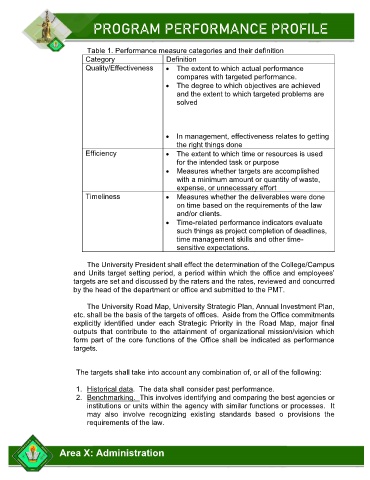 PROGRAM PERFORMANCE PROFILE
Table 1. Performance measure categories and their definition
Category Definition
Quality/Effectiveness • The extent to which actual performance
compares with targeted performance.
• The degree to which objectives are achieved
and the extent to which targeted problems are
solved
• In management, effectiveness relates to getting
the right things done
Efficiency • The extent to which time or resources is used
for the intended task or purpose
• Measures whether targets are accomplished
with a minimum amount or quantity of waste,
expense, or unnecessary effort
Timeliness • Measures whether the deliverables were done
on time based on the requirements of the law
and/or clients.
• Time-related performance indicators evaluate
such things as project completion of deadlines,
time management skills and other time-
sensitive expectations.
The University President shall effect the determination of the College/Campus
and Units target setting period, a period within which the office and employees'
targets are set and discussed by the raters and the rates, reviewed and concurred
by the head of the department or office and submitted to the PMT.
The University Road Map, University Strategic Plan, Annual Investment Plan,
etc. shall be the basis of the targets of offices. Aside from the Office commitments
explicitly identified under each Strategic Priority in the Road Map, major final
outputs that contribute to the attainment of organizational mission/vision which
form part of the core functions of the Office shall be indicated as performance
targets.
The targets shall take into account any combination of, or all of the following:
1. Historical data. The data shall consider past performance.
2. Benchmarking. This involves identifying and comparing the best agencies or
institutions or units within the agency with similar functions or processes. It
may also involve recognizing existing standards based o provisions the
requirements of the law.
Area X: Administration